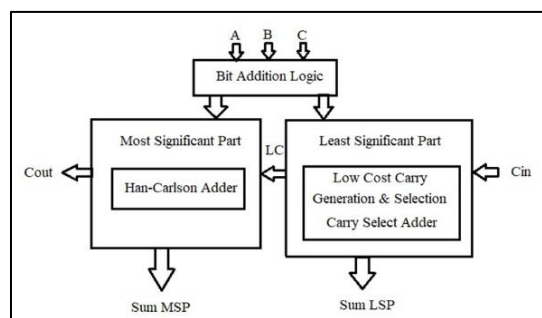 A B C
Bit Addition Logic
Most Significant Part
Least Significant Part
LC
Cout
Han-Carlson Adder
Low Cost Carry
Generation & Selection
Carry Select Adder
Cin
Sum MSP
Sum LSP